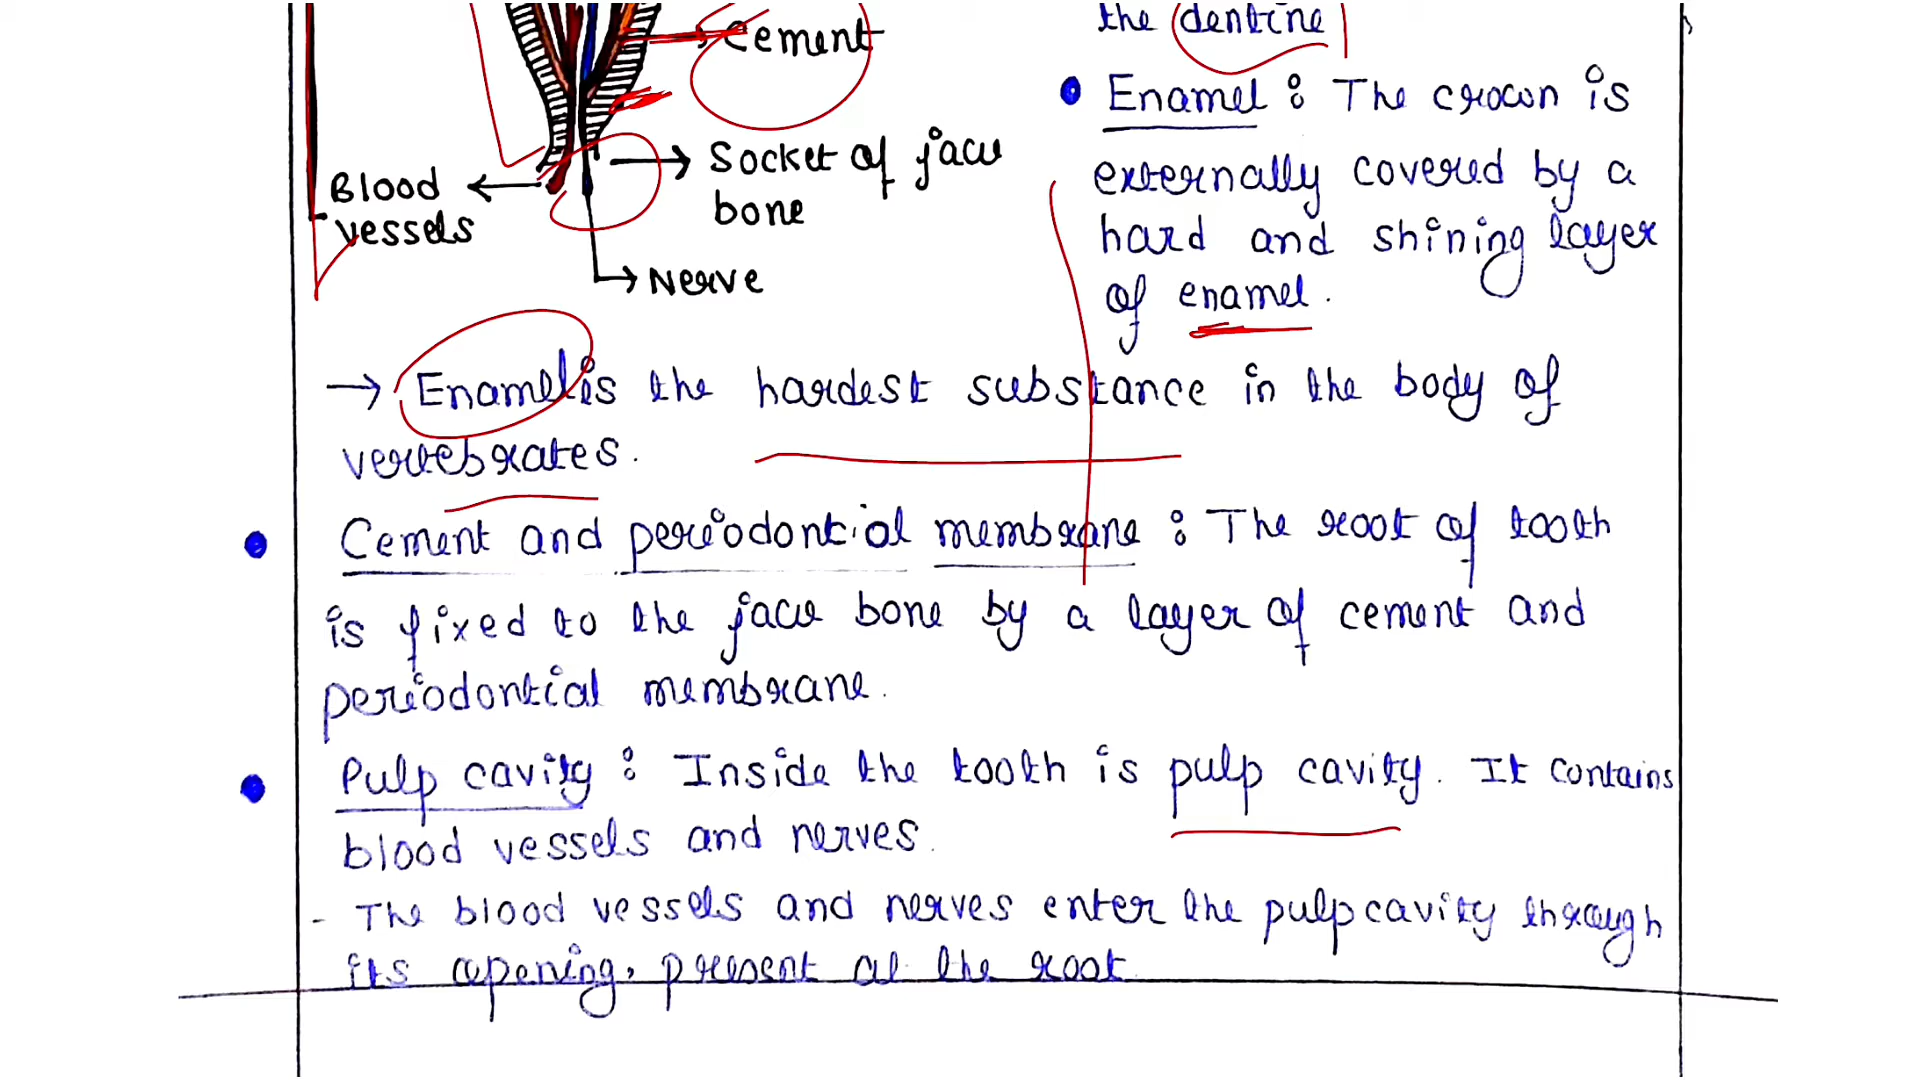 Cement
Socket of jaw
bone
Blood
vessels
Nerve
the dentine
Enamel : The crown is
externally covered by a
hard and shining layer
of enamel.
→ Enamel is the hardest substance in the body of
vertebrates.
Cement and periodontial membrane : The root of tooth
is fixed to the jaw bone by a layer of cement and
periodontial membrane.
Pulp cavity : Inside the tooth is pulp cavity. It contains
blood vessels and nerves.
- The blood vessels and nerves enter the pulp cavity through
its opening, present at the root